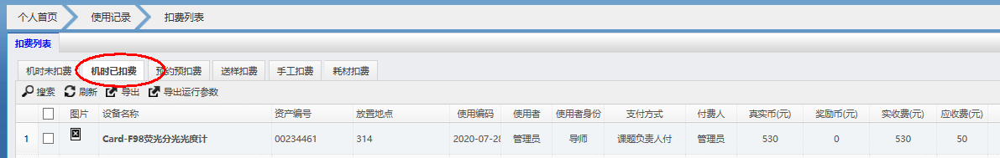 个人首页 使用记录 扣费列表
扣费列表
机时未扣费 机时已扣费 预约预扣费 送样扣费 手工扣费 耗材扣费
搜索 刷新 导出 导出运行参数
图片 设备名称 资产编号 放置地点 使用编码 使用者 使用者身份 支付方式 付费人 真实币(元) 奖励币(元) 实收费(元) 应收费(元)
1 Card-F98荧光分光光度计 00234461 314 2020-07-28 管理员 导师 课题负责人付 管理员 530 0 530 50